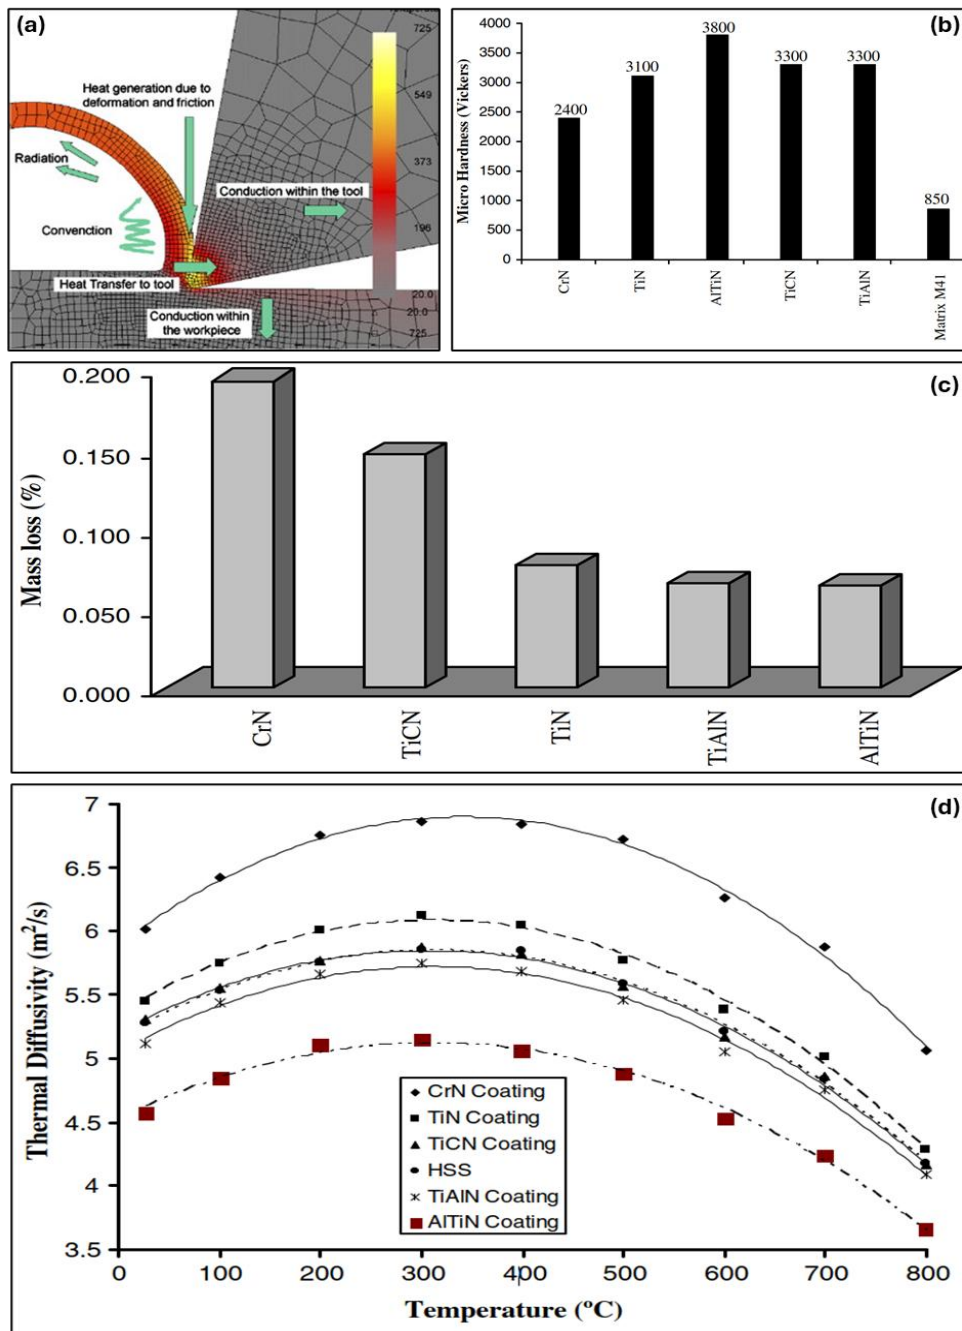 (a)
725
Heat generation due to
deformation and friction
549
Radiation
373
Conduction within the tool
Convenction
196
Heat Transfer to tool
20.0
Conduction within
the workpiece
20.0
725
(b)
Micro Hardness (Vickers)
4000
3500
3000
2500
2000
1500
1000
500
0
2400
3100
3800
3300
3300
850
CrN
TiN
AlTiN
TiCN
TiAlN
Matrix M41
(c)
Mass loss (%)
0.200
0.150
0.100
0.050
0.000
CrN
TiCN
TiN
TiAlN
AlTiN
(d)
Thermal Diffusivity (m²/s)
7
6.5
6
5.5
5
4.5
4
3.5
CrN Coating
TiN Coating
TiCN Coating
HSS
TiAlN Coating
AlTiN Coating
0 100 200 300 400 500 600 700 800
Temperature (ºC)